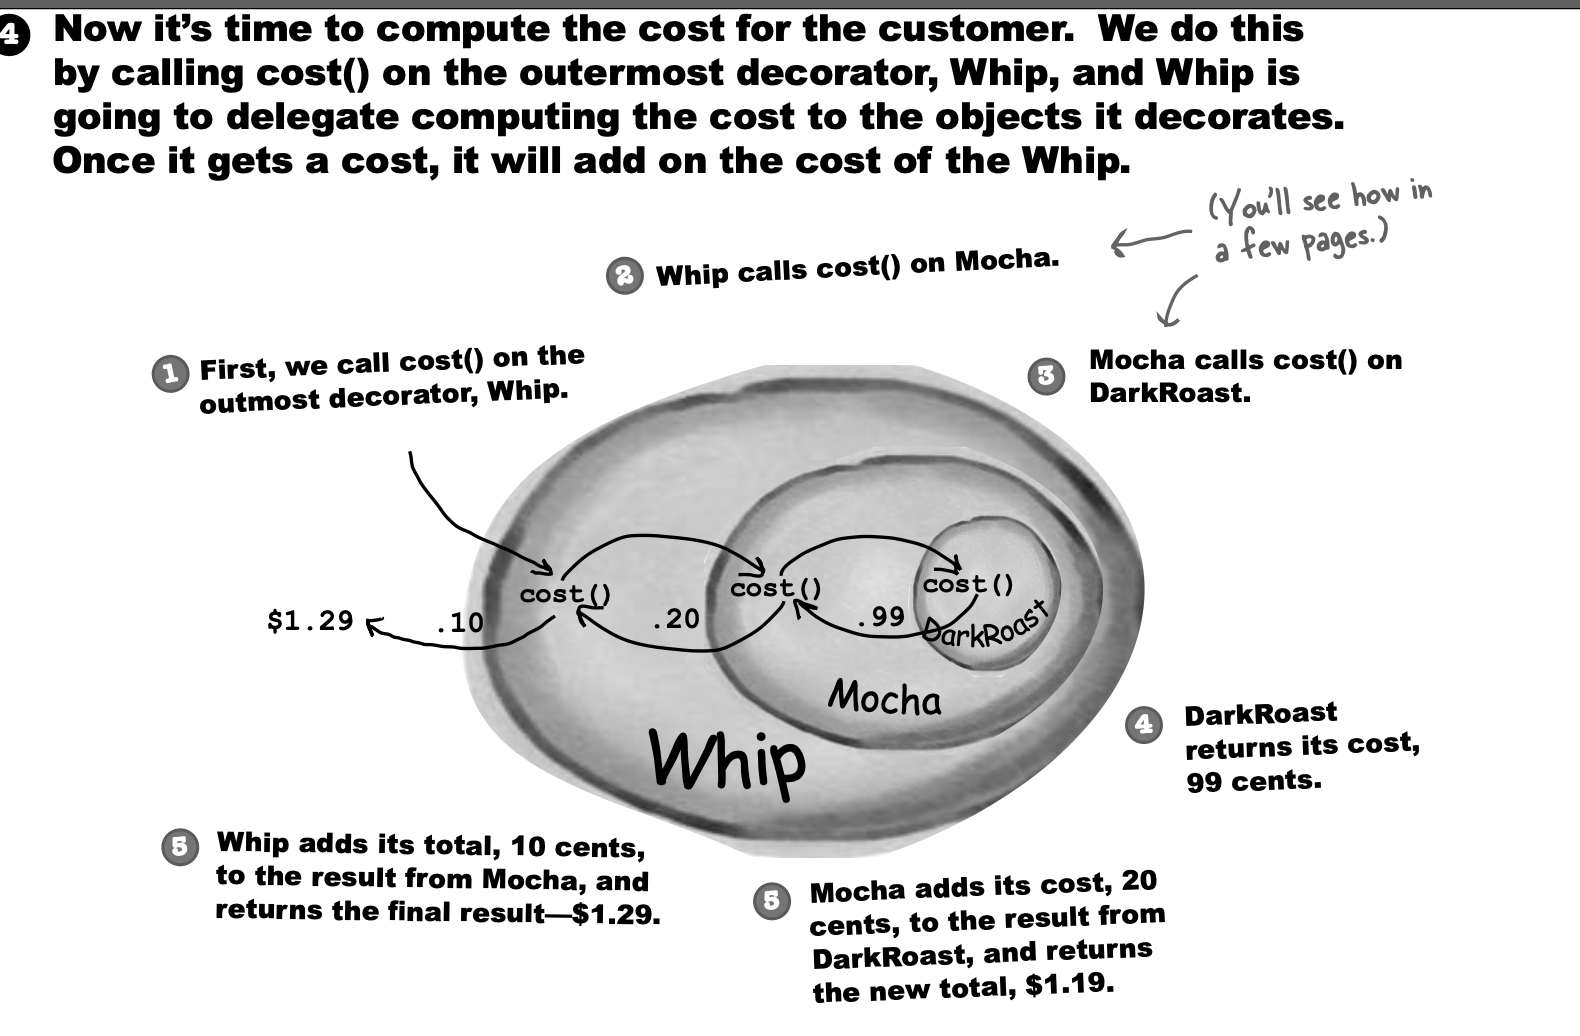 4 Now it's time to compute the cost for the customer. We do this
by calling cost() on the outermost decorator, Whip, and Whip is
going to delegate computing the cost to the objects it decorates.
Once it gets a cost, it will add on the cost of the Whip.
(You'll see how in
a few pages.)
2 Whip calls cost() on Mocha.
1 First, we call cost() on the
outmost decorator, Whip.
3 Mocha calls cost() on
DarkRoast.
cost()
cost()
cost()
$1.29
.10
.20
.99
DarkRoast
Mocha
Whip
4 DarkRoast
returns its cost,
99 cents.
5 Whip adds its total, 10 cents,
to the result from Mocha, and
returns the final result—$1.29.
5 Mocha adds its cost, 20
cents, to the result from
DarkRoast, and returns
the new total, $1.19.